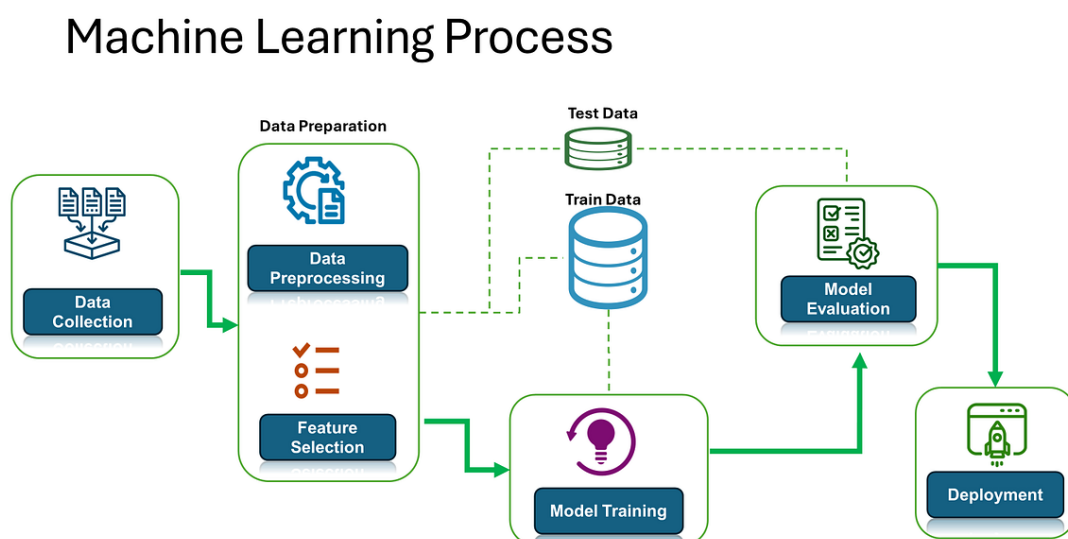 Machine Learning Process
Data Preparation
Test Data
Train Data
Data
Collection
Data
Preprocessing
Feature
Selection
Model Training
Model
Evaluation
Deployment